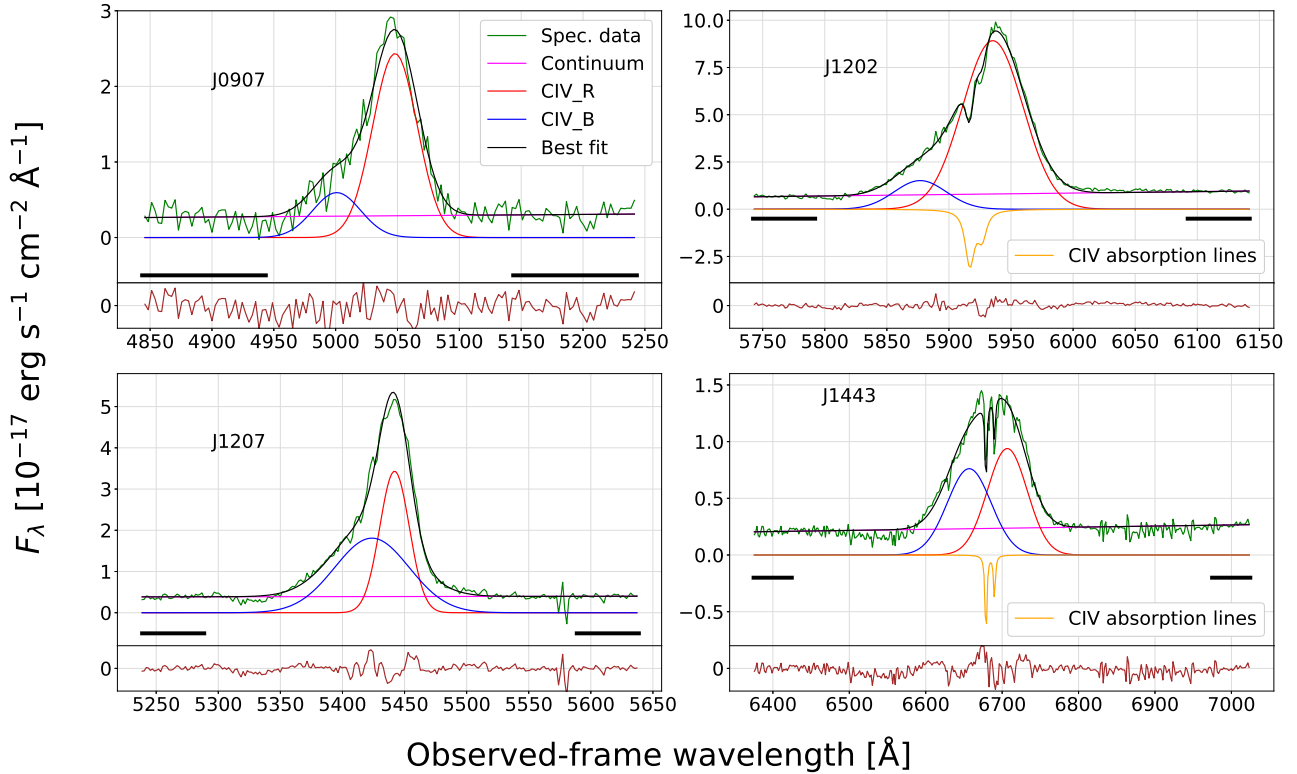 F_λ [10⁻¹⁷ erg s⁻¹ cm⁻² Å⁻¹]
J0907
Spec. data
Continuum
CIV_R
CIV_B
Best fit
3
2
1
0
0
4850 4900 4950 5000 5050 5100 5150 5200 5250
J1202
10.0
7.5
5.0
2.5
0.0
−2.5
CIV absorption lines
0
5750 5800 5850 5900 5950 6000 6050 6100 6150
J1207
5
4
3
2
1
0
0
5250 5300 5350 5400 5450 5500 5550 5600 5650
J1443
1.5
1.0
0.5
0.0
−0.5
CIV absorption lines
0
6400 6500 6600 6700 6800 6900 7000
Observed-frame wavelength [Å]